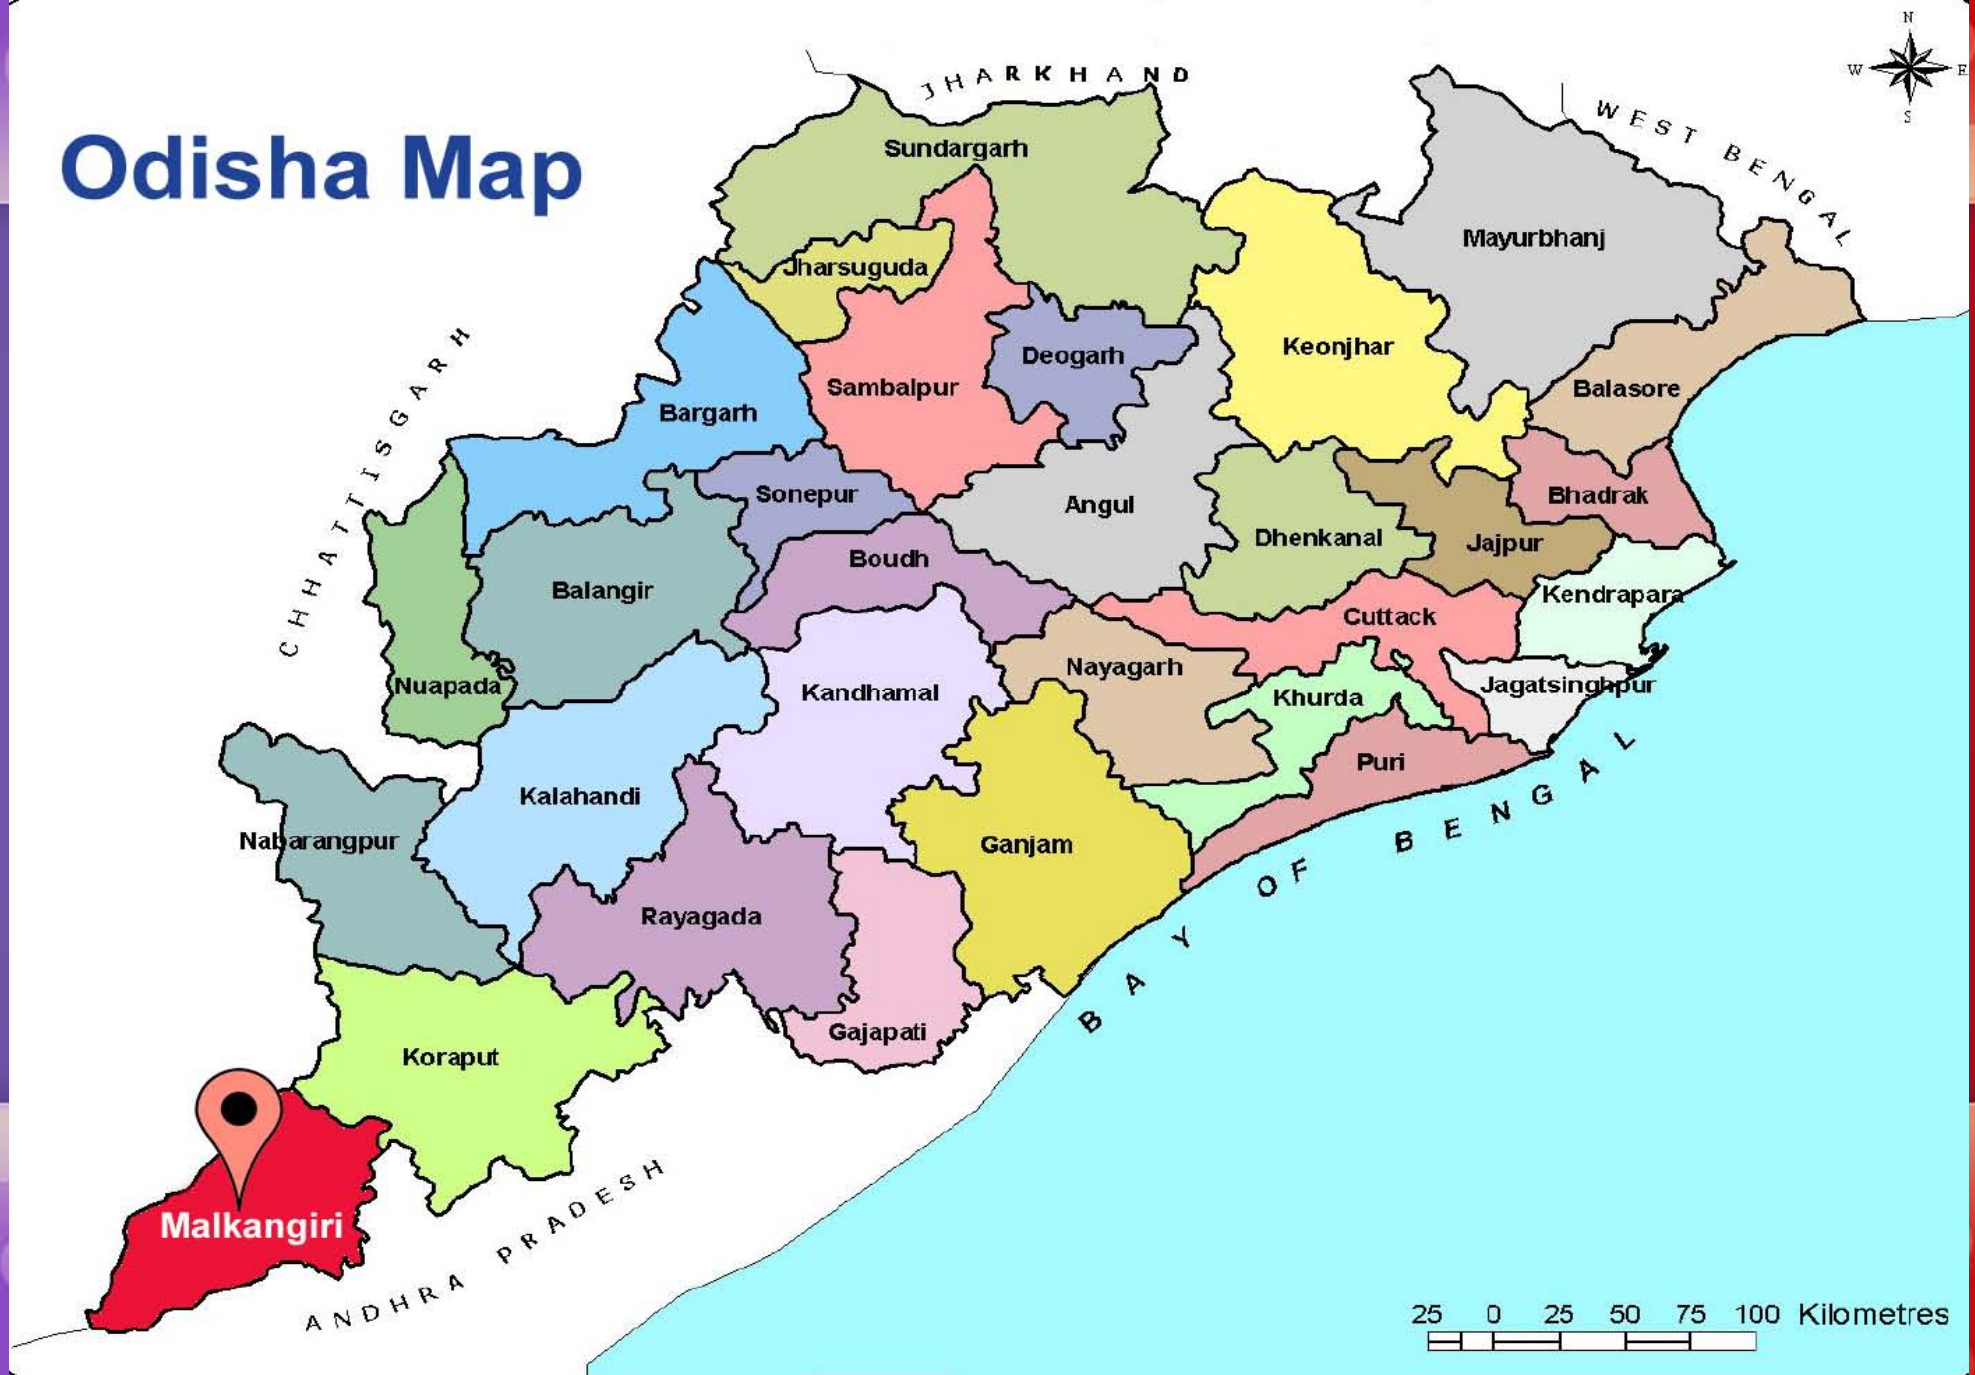 N
W E
S
JHARKHAND
WEST BENGAL
Odisha Map
Sundargarh
Mayurbhanj
Jharsuguda
CHHATTISGARH
Keonjhar
Deogarh
Sambalpur
Balasore
Bargarh
Sonepur
Angul
Bhadrak
Dhenkanal
Jajpur
Boudh
Balangir
Kendrapara
Cuttack
Nayagarh
Nuapada
Kandhamal
Khurda
Jagatsinghpur
Puri
Kalahandi
Nabarangpur
Ganjam
BAY OF BENGAL
Rayagada
Gajapati
Koraput
Malkangiri
ANDHRA PRADESH
25 0 25 50 75 100 Kilometres